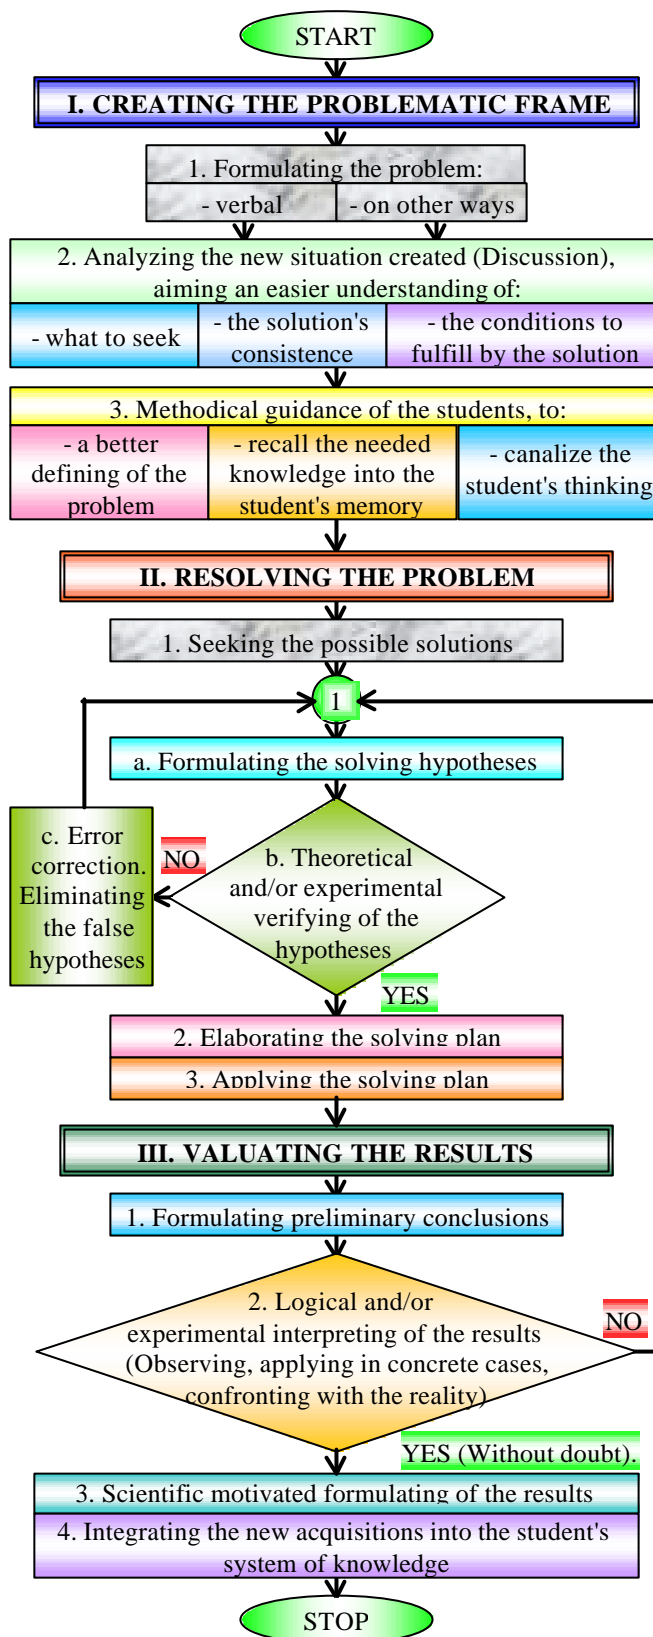 START
I. CREATING THE PROBLEMATIC FRAME
1. Formulating the problem:
- verbal
- on other ways
2. Analyzing the new situation created (Discussion),
aiming an easier understanding of:
- what to seek
- the solution's
consistence
- the conditions to
fulfill by the solution
3. Methodical guidance of the students, to:
- a better
defining of the
problem
- recall the needed
knowledge into the
student's memory
- canalize the
student's thinking
II. RESOLVING THE PROBLEM
1. Seeking the possible solutions
1
a. Formulating the solving hypotheses
c. Error
correction.
Eliminating
the false
hypotheses
NO
b. Theoretical
and/or experimental
verifying of the
hypotheses
YES
2. Elaborating the solving plan
3. Applying the solving plan
III. VALUATING THE RESULTS
1. Formulating preliminary conclusions
2. Logical and/or
experimental interpreting of the results
(Observing, applying in concrete cases,
confronting with the reality)
NO
YES (Without doubt).
3. Scientific motivated formulating of the results
4. Integrating the new acquisitions into the student's
system of knowledge
STOP